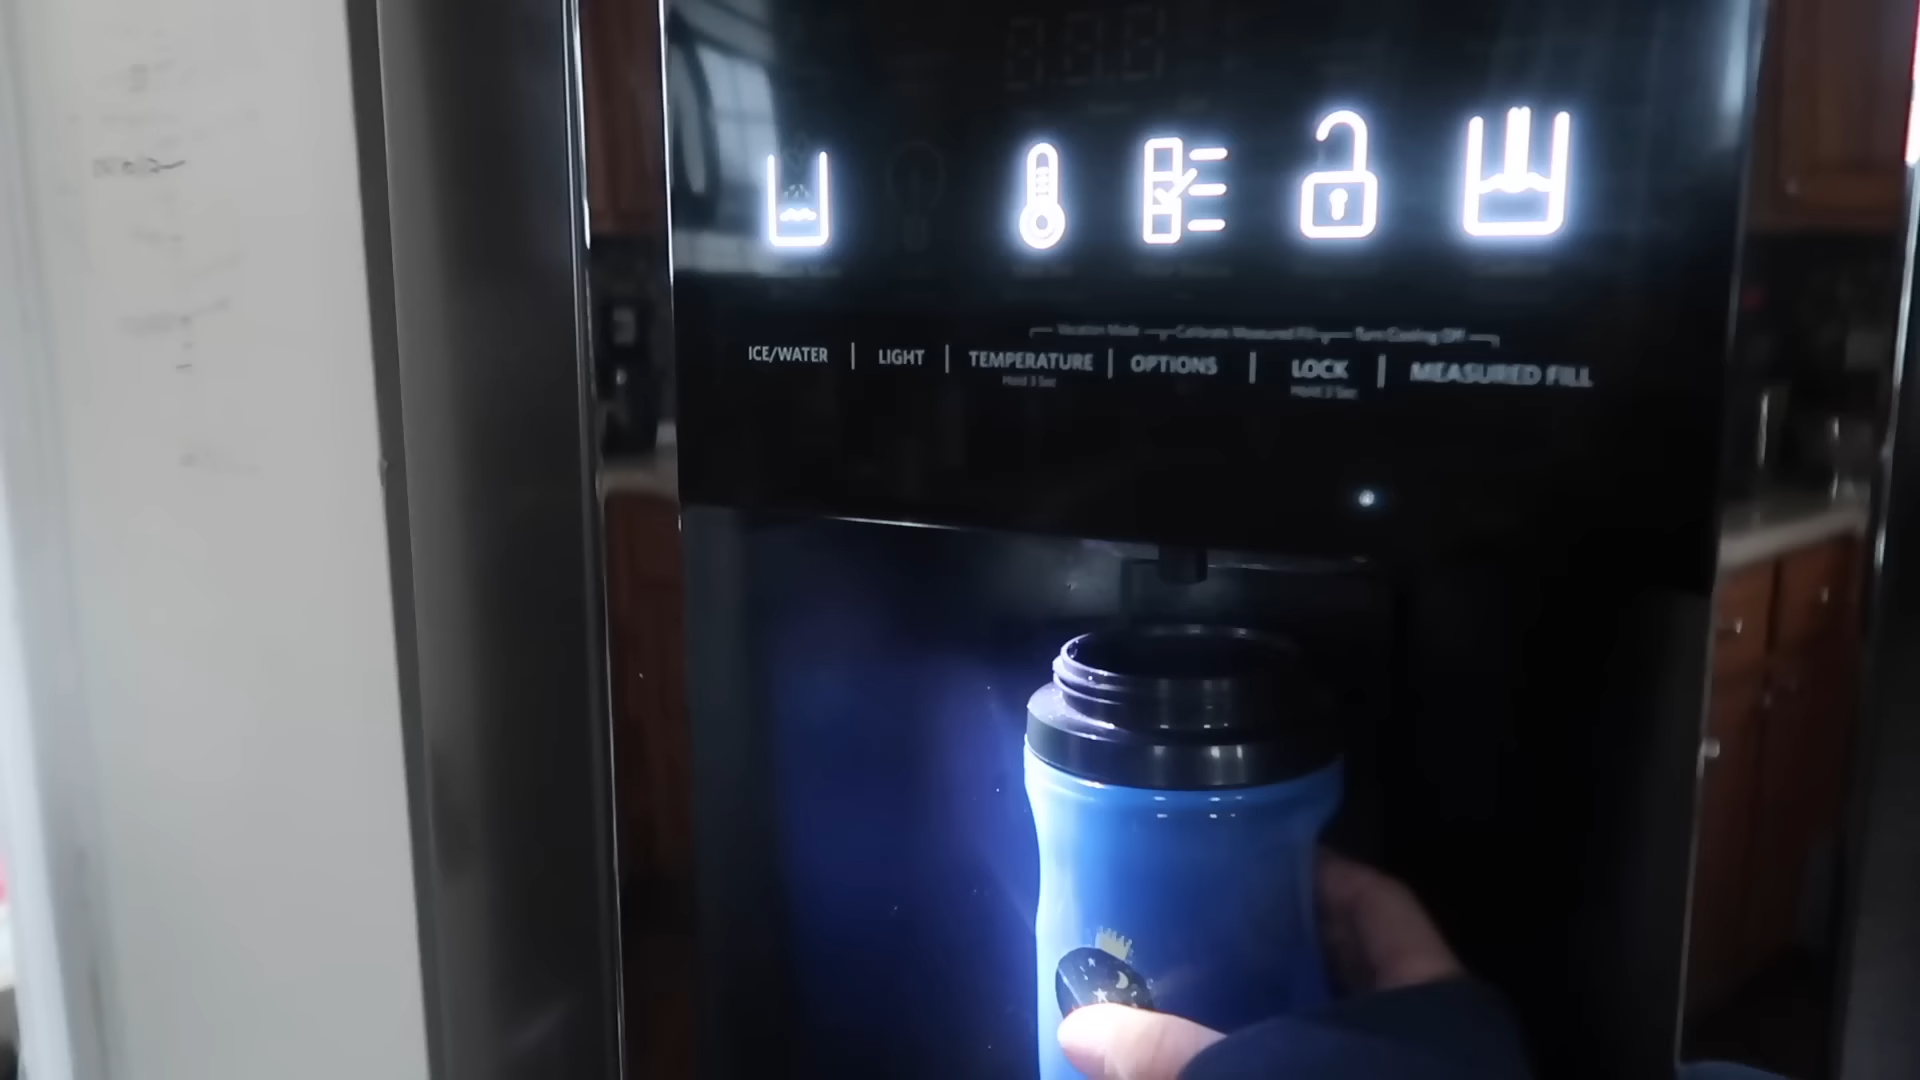 Vacation Mode Calibrate Measured Fill Turn Cooling Off
ICE/WATER | LIGHT | TEMPERATURE | OPTIONS | LOCK | MEASURED FILL
Hold 3 Sec Hold 3 Sec